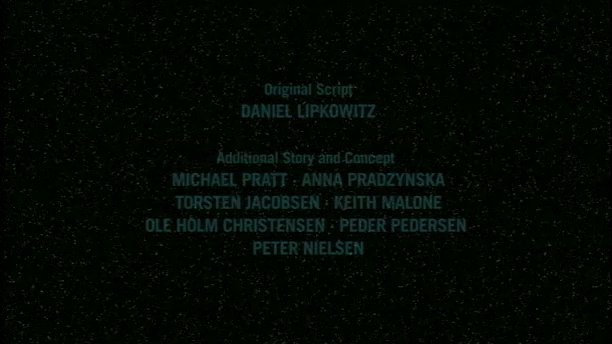 Original Script
DANIEL LIPKOWITZ
Additional Story and Concept
MICHAEL PRATT · ANNA PRADZYNSKA
TORSTEN JACOBSEN · KEITH MALONE
OLE HOLM CHRISTENSEN · PEDER PEDERSEN
PETER NIELSEN